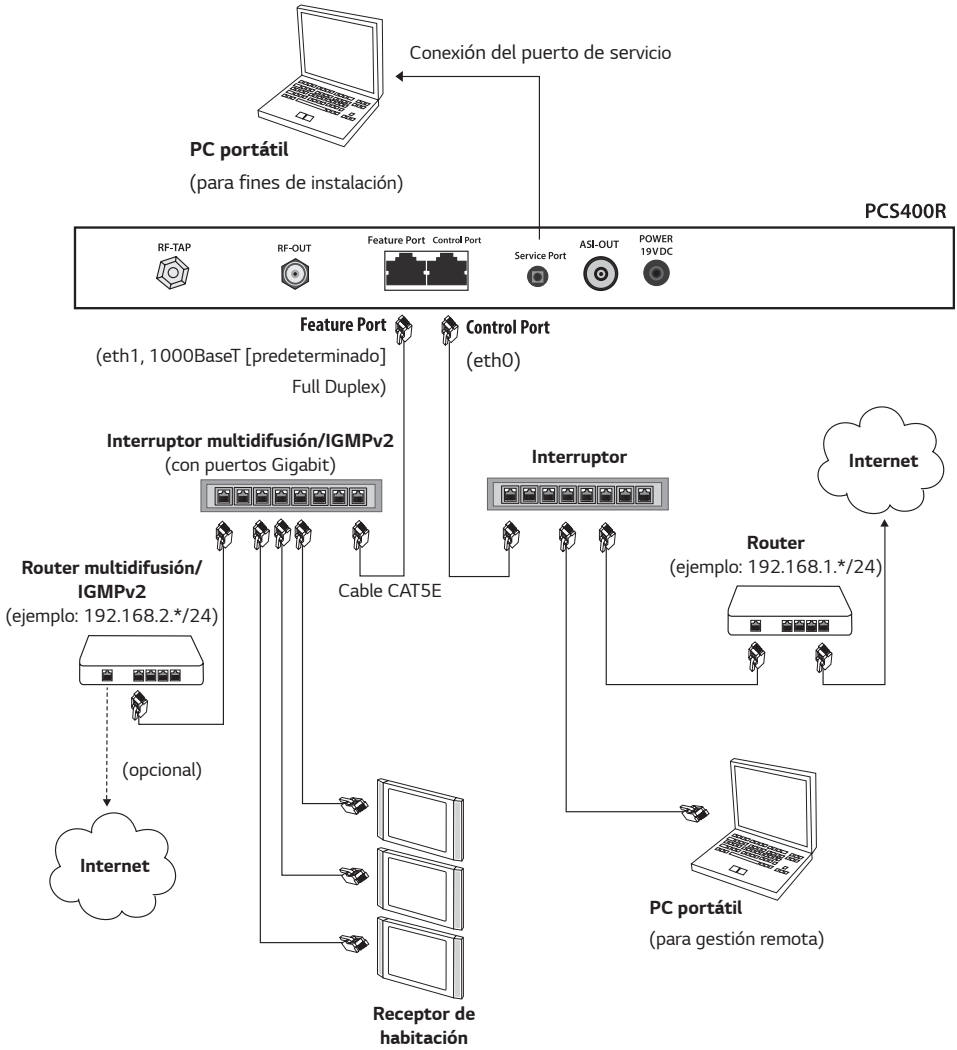 Conexión del puerto de servicio
PC portátil
(para fines de instalación)
PCS400R
RF-TAP
RF-OUT
Feature Port
Control Port
Service Port
ASI-OUT
POWER
19V DC
Feature Port
(eth1, 1000BaseT [predeterminado]
Full Duplex)
Control Port
(eth0)
Interruptor multidifusión/IGMPv2
(con puertos Gigabit)
Interruptor
Internet
Router multidifusión/
IGMPv2
(ejemplo: 192.168.2.*/24)
Cable CAT5E
Router
(ejemplo: 192.168.1.*/24)
(opcional)
Internet
PC portátil
(para gestión remota)
Receptor de
habitación